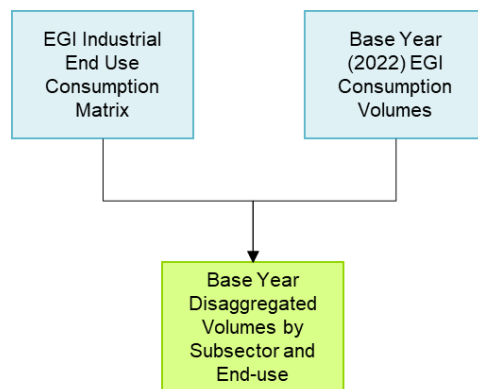 EGI Industrial
End Use
Consumption
Matrix
Base Year
(2022) EGI
Consumption
Volumes
Base Year
Disaggregated
Volumes by
Subsector and
End-use